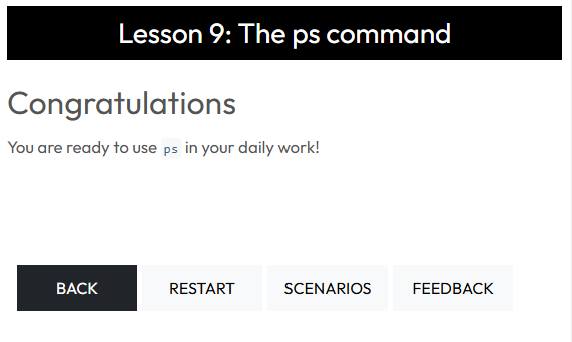 Lesson 9: The ps command
Congratulations
You are ready to use ps in your daily work!
BACK RESTART SCENARIOS FEEDBACK